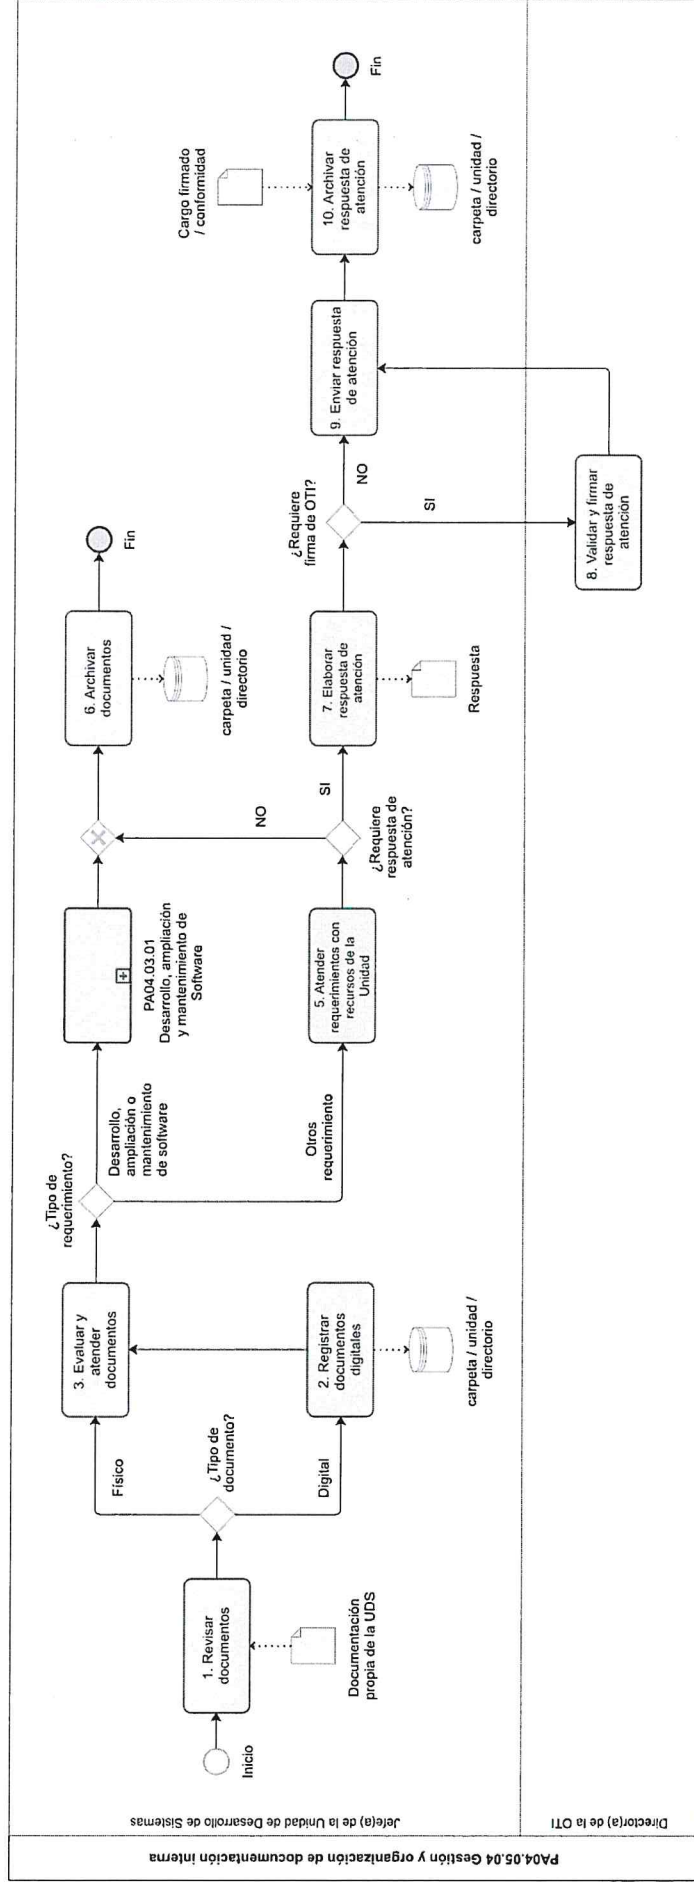 PA04.05.04 Gestión y organización de documentación interna
Jefe(a) de la Unidad de Desarrollo de Sistemas
Inicio
1. Revisar
documentos
Documentación
propia de la UDS
¿Tipo de
documento?
Físico
Digital
3. Evaluar y
atender
documentos
2. Registrar
documentos
digitales
carpeta / unidad /
directorio
¿Tipo de
requerimiento?
Desarrollo,
ampliación o
mantenimiento
de software
Otros
requerimiento
PA04.03.01
Desarrollo, ampliación
y mantenimiento de
Software
5. Atender
requerimientos con
recursos de la
Unidad
¿Requiere
respuesta de
atención?
NO
SI
6. Archivar
documentos
carpeta / unidad /
directorio
Fin
7. Elaborar
respuesta de
atención
Respuesta
¿Requiere
firma de OTI?
NO
SI
9. Enviar respuesta
de atención
Cargo firmado
/ conformidad
10. Archivar
respuesta de
atención
carpeta / unidad /
directorio
Fin
Director(a) de la OTI
8. Validar y firmar
respuesta de
atención